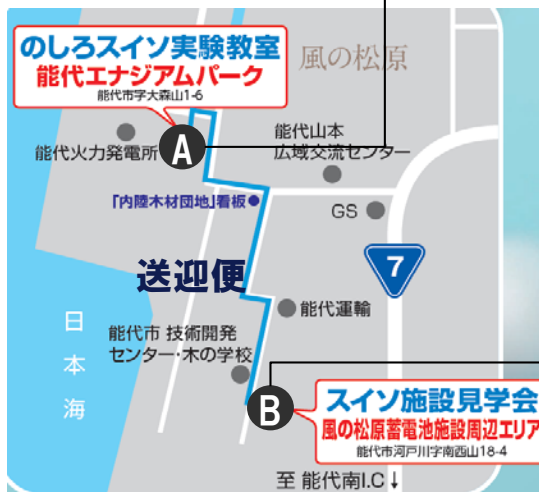 のしろスイソ実験教室
能代エナジアムパーク
能代市字大森山1-6
風の松原
A
能代火力発電所
能代山本
広域交流センター
「内陸木材団地」看板
GS
7
送迎便
能代運輸
日本海
能代市 技術開発
センター・木の学校
B
スイソ施設見学会
風の松原蓄電池施設周辺エリア
能代市河戸川字南西山18-4
至 能代南I.C↓